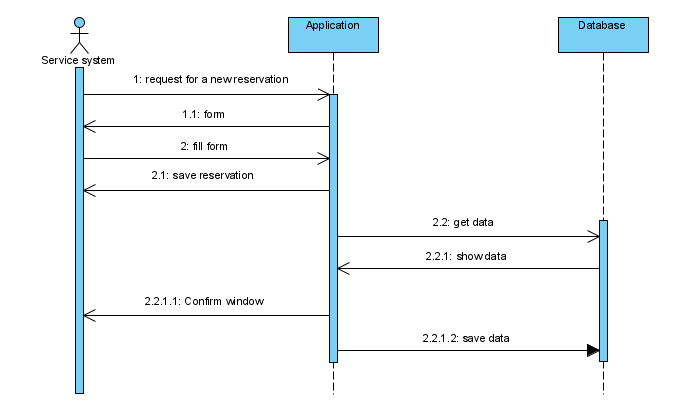 Application
Database
Service system
1: request for a new reservation
1.1: form
2: fill form
2.1: save reservation
2.2: get data
2.2.1: show data
2.2.1.1: Confirm window
2.2.1.2: save data